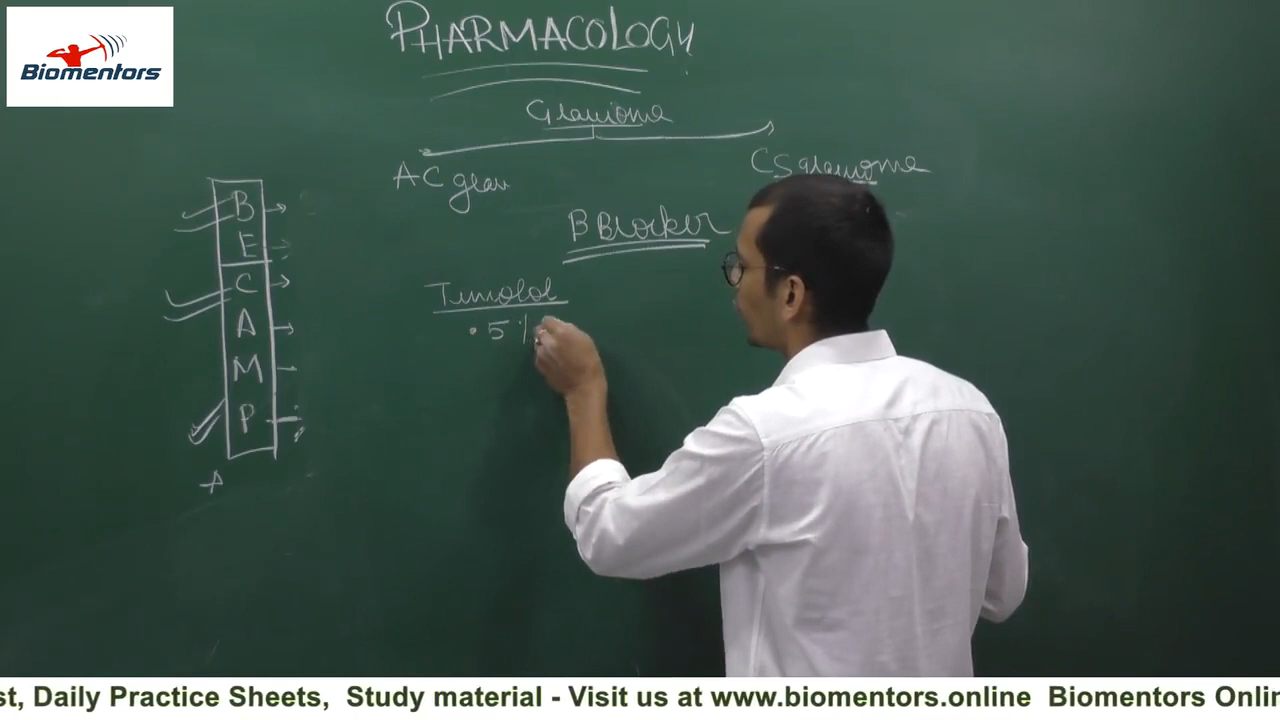 Biomentors
PHARMACOLOGY
Glaucoma
AC glau
CS glaucoma
B Blocker
B
E
C
A
M
P
Timolol
.5%
st, Daily Practice Sheets, Study material - Visit us at www.biomentors.online Biomentors Onlin